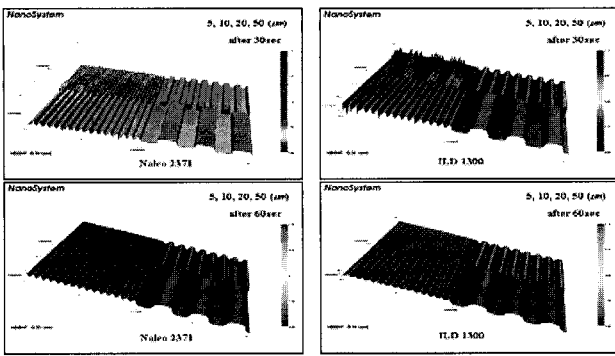 NanoSystem
5, 10, 20, 50 (㎛)
after 30sec
Nalco 2371
NanoSystem
5, 10, 20, 50 (㎛)
after 30sec
ILD 1300
NanoSystem
5, 10, 20, 50 (㎛)
after 60sec
Nalco 2371
NanoSystem
5, 10, 20, 50 (㎛)
after 60sec
ILD 1300